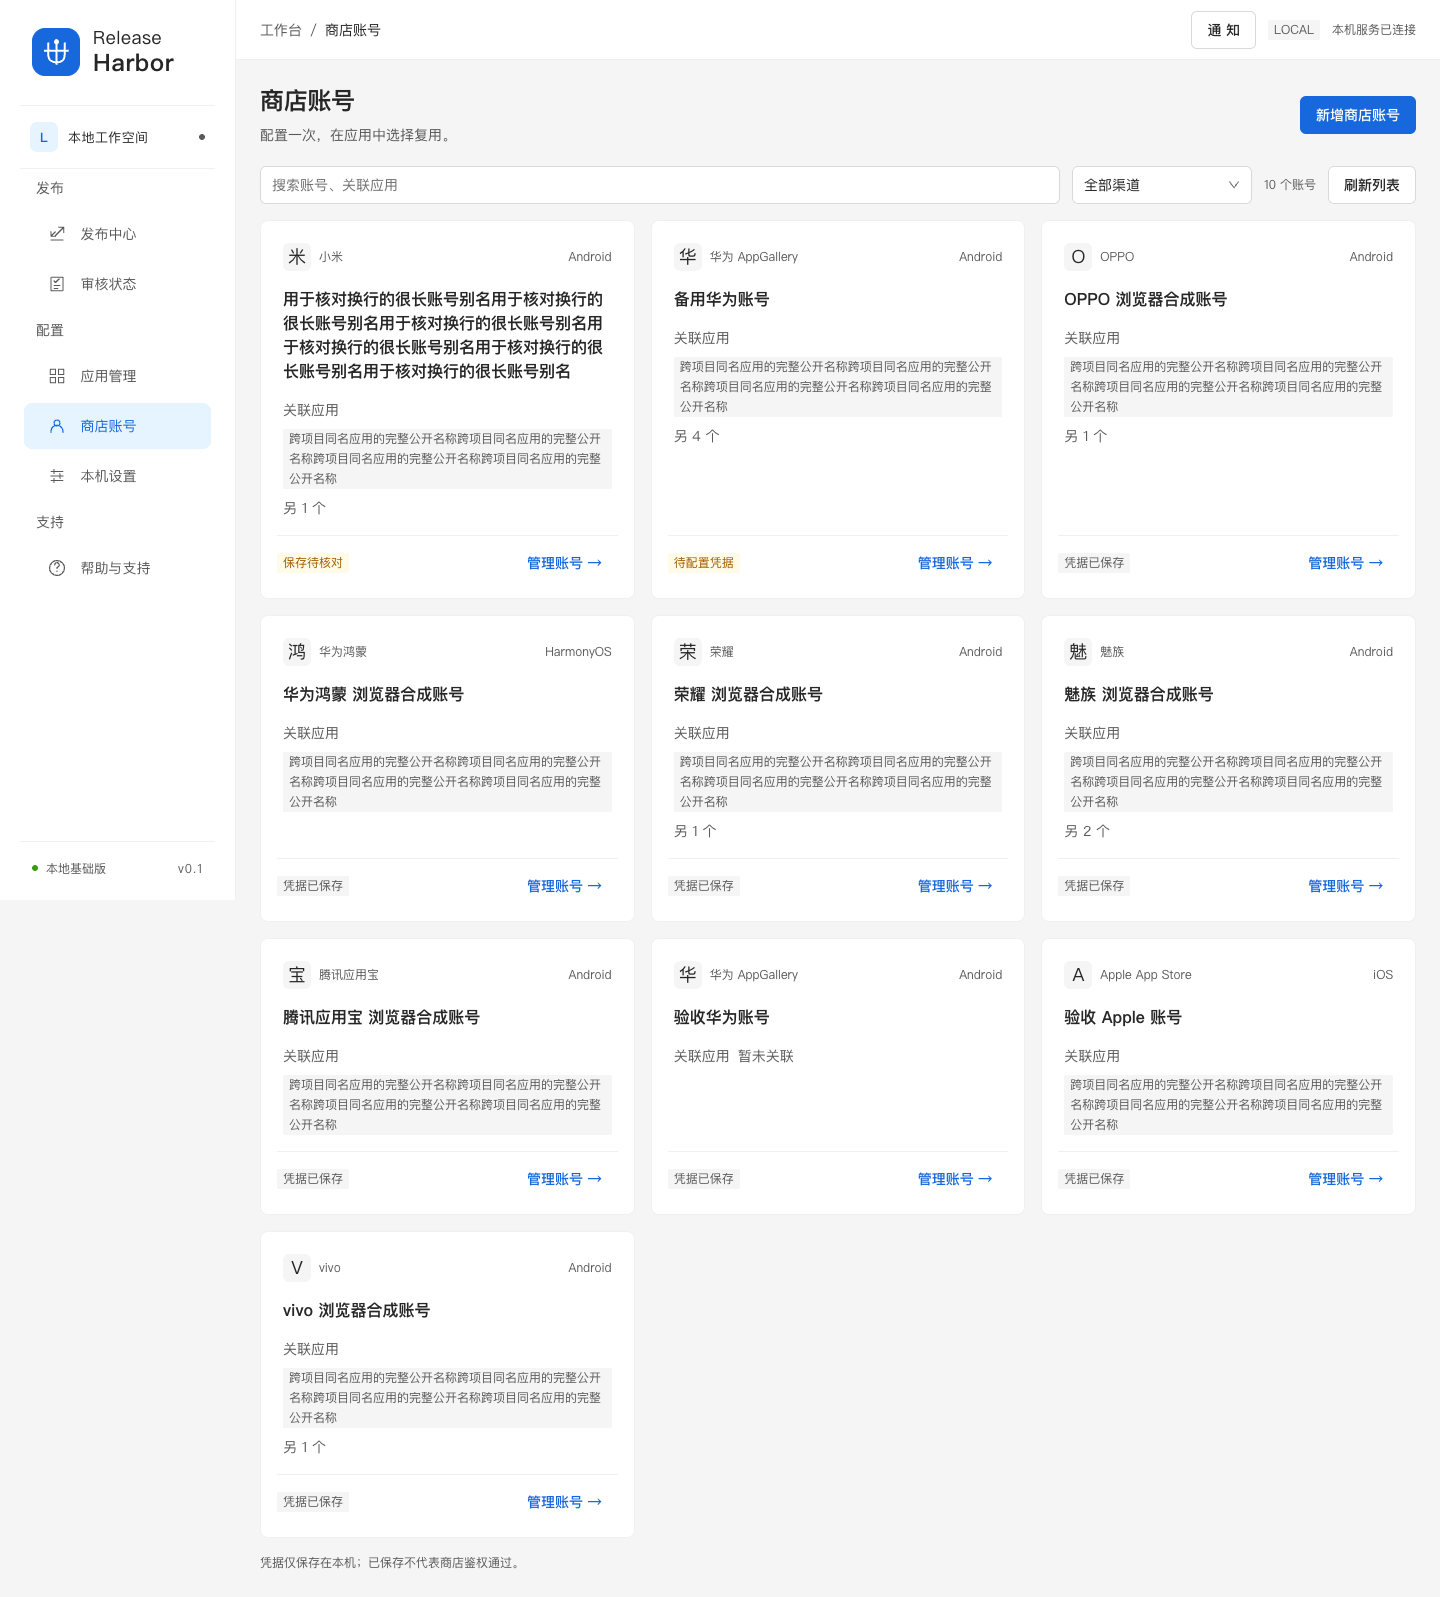 Release
Harbor
L 本地工作空间
发布
发布中心
审核状态
配置
应用管理
商店账号
本机设置
支持
帮助与支持
本地基础版 v0.1
工作台 / 商店账号
通 知 LOCAL 本机服务已连接
商店账号
配置一次，在应用中选择复用。
新增商店账号
搜索账号、关联应用 全部渠道 10 个账号 刷新列表
米 小米 Android
用于核对换行的很长账号别名用于核对换行的
很长账号别名用于核对换行的很长账号别名用
于核对换行的很长账号别名用于核对换行的很
长账号别名用于核对换行的很长账号别名
关联应用
跨项目同名应用的完整公开名称跨项目同名应用的完整公开
名称跨项目同名应用的完整公开名称跨项目同名应用的完整
公开名称
另 1 个
保存待核对 管理账号 →
华 华为 AppGallery Android
备用华为账号
关联应用
跨项目同名应用的完整公开名称跨项目同名应用的完整公开
名称跨项目同名应用的完整公开名称跨项目同名应用的完整
公开名称
另 4 个
待配置凭据 管理账号 →
O OPPO Android
OPPO 浏览器合成账号
关联应用
跨项目同名应用的完整公开名称跨项目同名应用的完整公开
名称跨项目同名应用的完整公开名称跨项目同名应用的完整
公开名称
另 1 个
凭据已保存 管理账号 →
鸿 华为鸿蒙 HarmonyOS
华为鸿蒙 浏览器合成账号
关联应用
跨项目同名应用的完整公开名称跨项目同名应用的完整公开
名称跨项目同名应用的完整公开名称跨项目同名应用的完整
公开名称
凭据已保存 管理账号 →
荣 荣耀 Android
荣耀 浏览器合成账号
关联应用
跨项目同名应用的完整公开名称跨项目同名应用的完整公开
名称跨项目同名应用的完整公开名称跨项目同名应用的完整
公开名称
另 1 个
凭据已保存 管理账号 →
魅 魅族 Android
魅族 浏览器合成账号
关联应用
跨项目同名应用的完整公开名称跨项目同名应用的完整公开
名称跨项目同名应用的完整公开名称跨项目同名应用的完整
公开名称
另 2 个
凭据已保存 管理账号 →
宝 腾讯应用宝 Android
腾讯应用宝 浏览器合成账号
关联应用
跨项目同名应用的完整公开名称跨项目同名应用的完整公开
名称跨项目同名应用的完整公开名称跨项目同名应用的完整
公开名称
凭据已保存 管理账号 →
华 华为 AppGallery Android
验收华为账号
关联应用 暂未关联
凭据已保存 管理账号 →
A Apple App Store iOS
验收 Apple 账号
关联应用
跨项目同名应用的完整公开名称跨项目同名应用的完整公开
名称跨项目同名应用的完整公开名称跨项目同名应用的完整
公开名称
凭据已保存 管理账号 →
V vivo Android
vivo 浏览器合成账号
关联应用
跨项目同名应用的完整公开名称跨项目同名应用的完整公开
名称跨项目同名应用的完整公开名称跨项目同名应用的完整
公开名称
另 1 个
凭据已保存 管理账号 →
凭据仅保存在本机；已保存不代表商店鉴权通过。